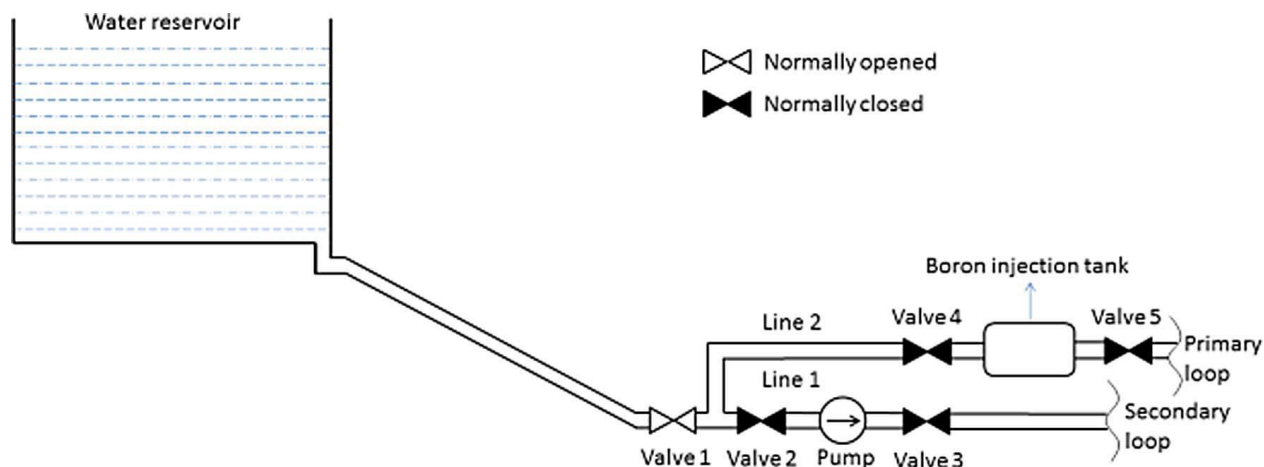 Water reservoir
Normally opened
Normally closed
Boron injection tank
Line 2
Valve 4
Valve 5
Primary
loop
Line 1
Secondary
loop
Valve 1
Valve 2
Pump
Valve 3